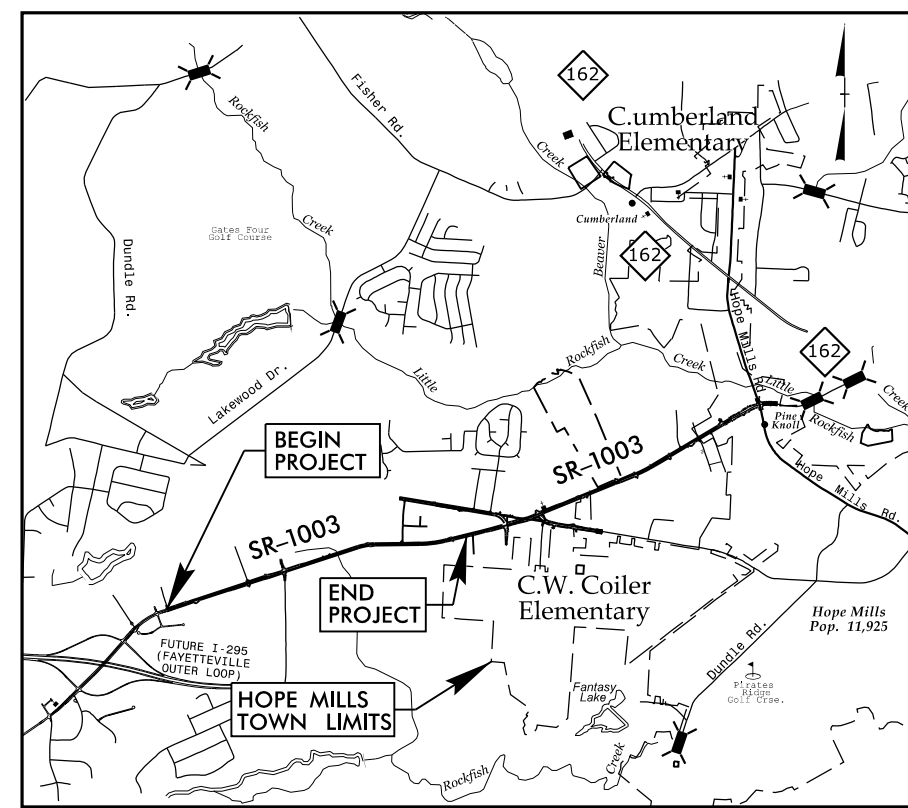 162
C.umberland
Elementary
Fisher Rd.
Rockfish
Creek
Creek
Cumberland
162
Beaver
Gates Four
Golf Course
Dundle Rd.
Hope Mills Rd
Rockfish
Creek
162
Little
Creek
Little
Pine
Knoll
Rockfish
Lakewood Dr.
BEGIN
PROJECT
SR-1003
Hope Mills Rd.
SR-1003
END
PROJECT
C.W. Coiler
Elementary
Hope Mills
Pop. 11,925
FUTURE I-295
(FAYETTEVILLE
OUTER LOOP)
Dundle Rd.
Pirates
Ridge
Golf Crse.
HOPE MILLS
TOWN LIMITS
Fantasy
Lake
Creek
Rockfish